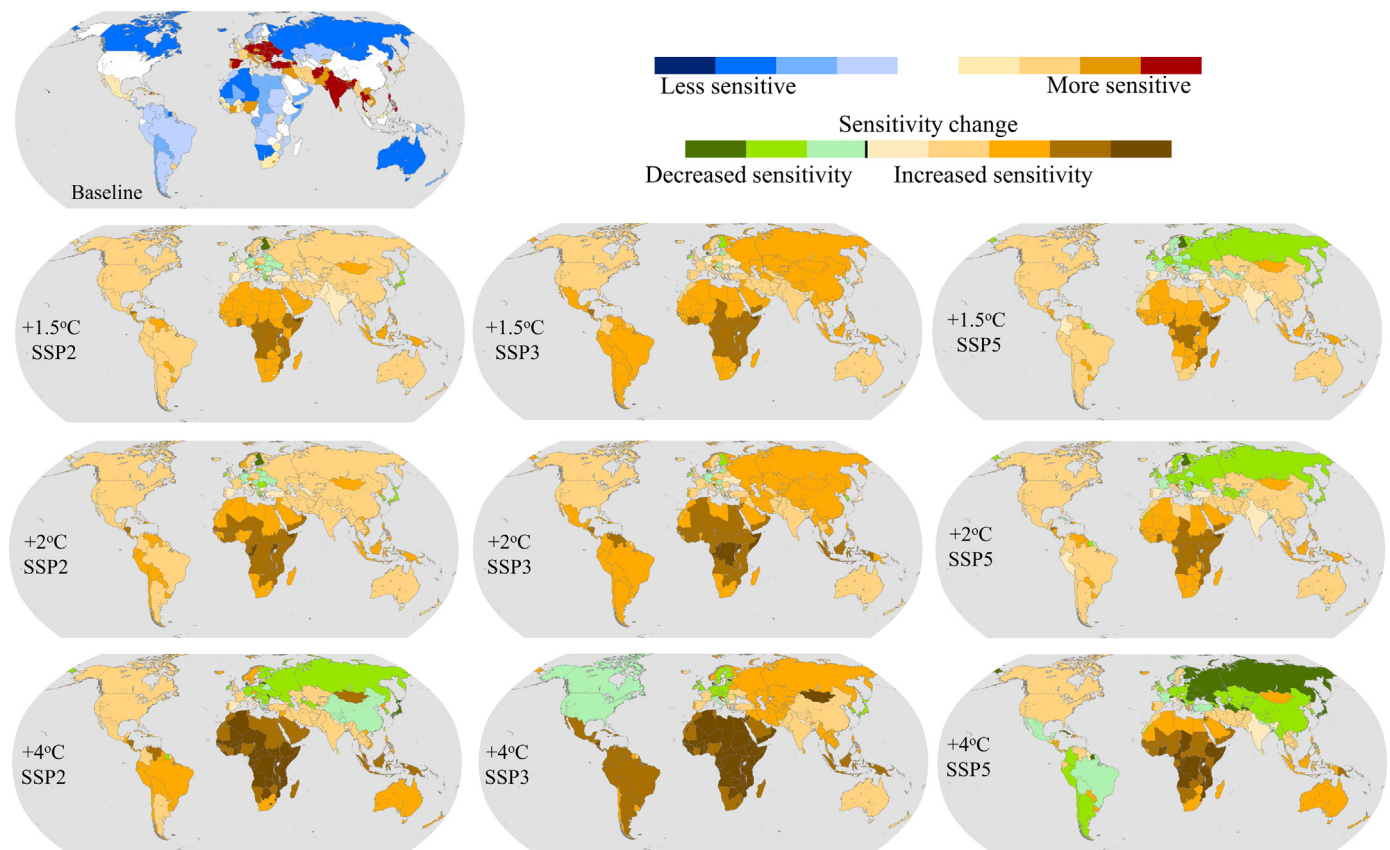 Less sensitive
More sensitive
Sensitivity change
Decreased sensitivity
Increased sensitivity
Baseline
+1.5°C
SSP2
+1.5°C
SSP3
+1.5°C
SSP5
+2°C
SSP2
+2°C
SSP3
+2°C
SSP5
+4°C
SSP2
+4°C
SSP3
+4°C
SSP5